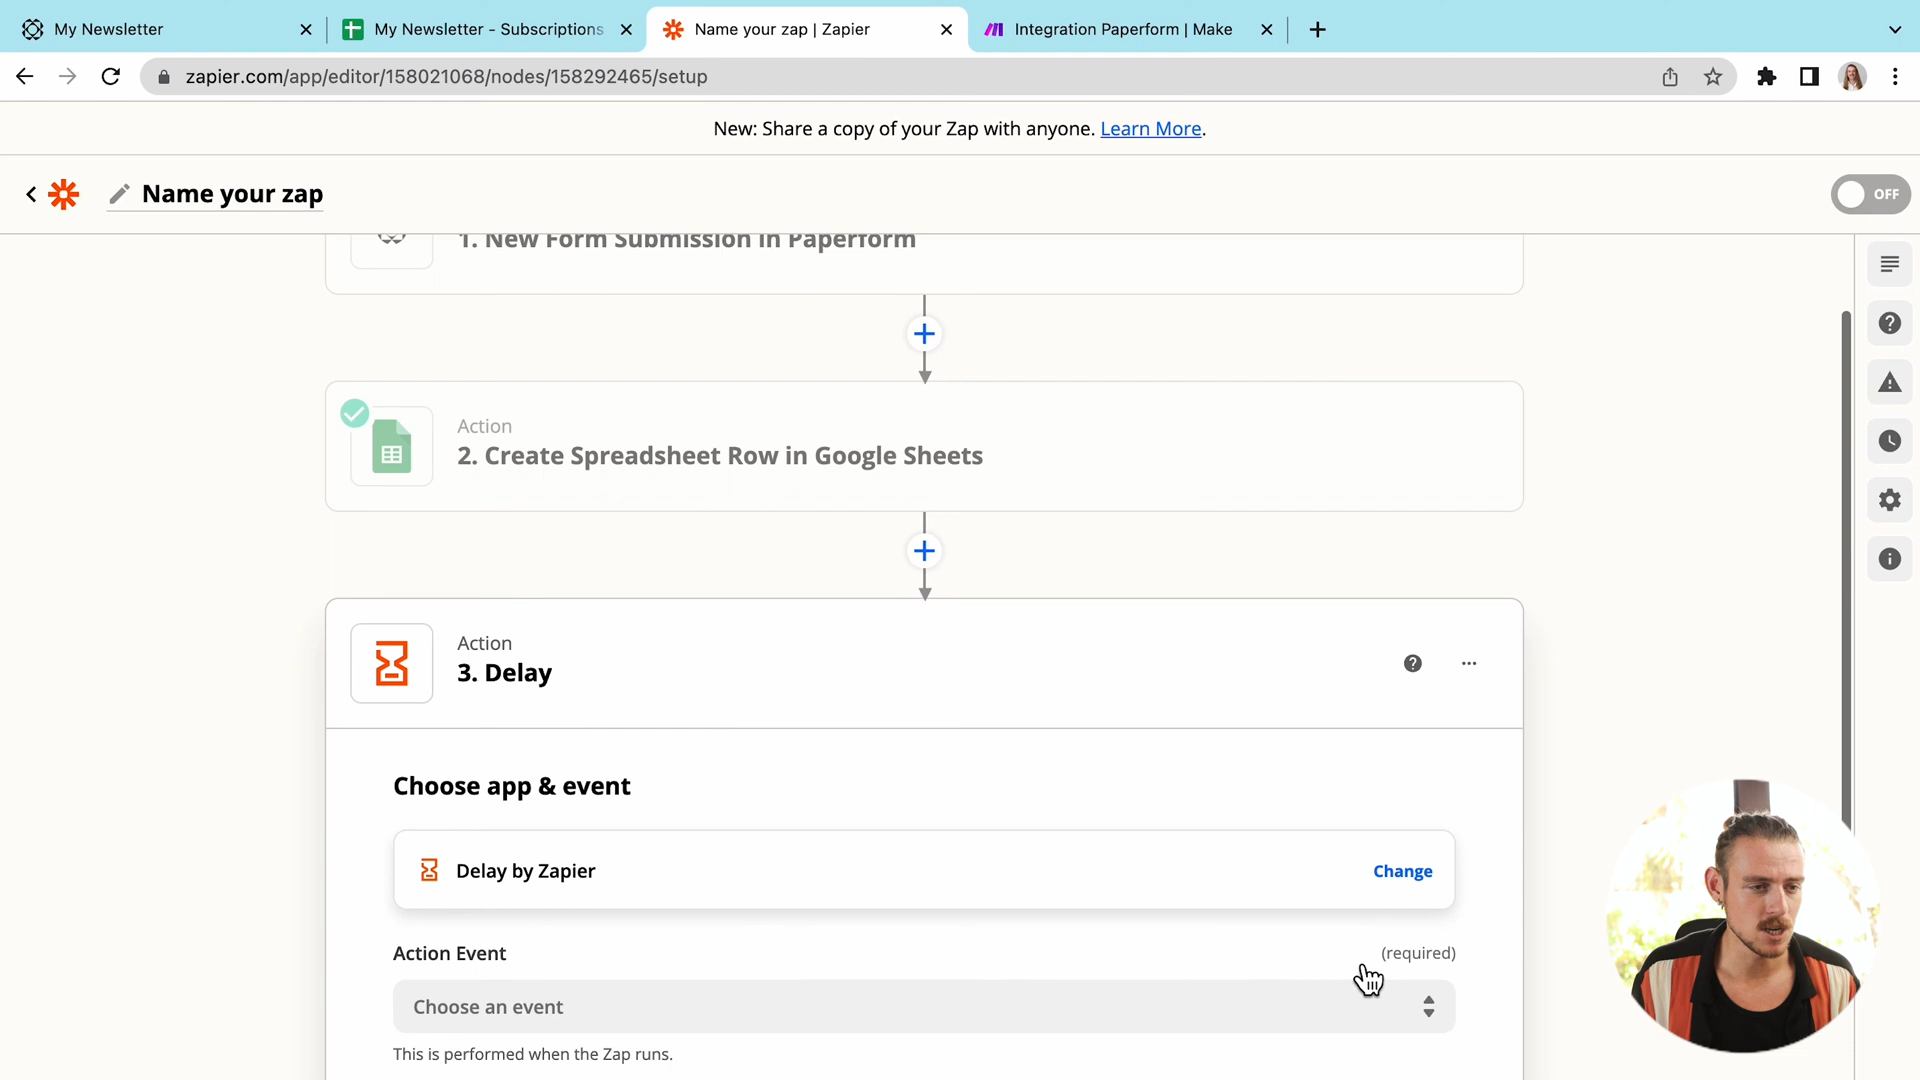 My Newsletter
My Newsletter - Subscriptions
Name your zap | Zapier
Integration Paperform | Make
zapier.com/app/editor/158021068/nodes/158292465/setup
New: Share a copy of your Zap with anyone. Learn More.
Name your zap
OFF
1. New Form Submission in Paperform
Action
2. Create Spreadsheet Row in Google Sheets
Action
3. Delay
Choose app & event
Delay by Zapier
Change
Action Event
(required)
Choose an event
This is performed when the Zap runs.